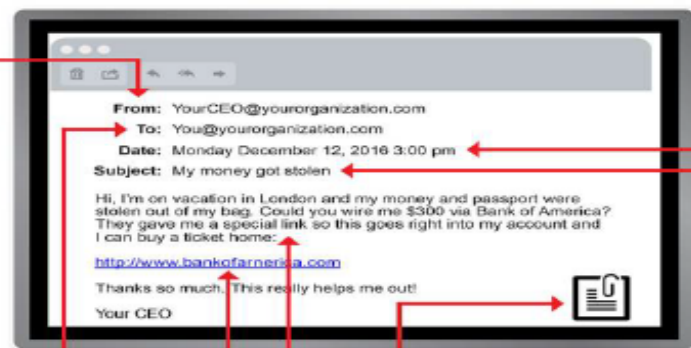 From: YourCEO@yourorganization.com
To: You@yourorganization.com
Date: Monday December 12, 2016 3:00 pm
Subject: My money got stolen
Hi, I'm on vacation in London and my money and passport were
stolen out of my bag. Could you wire me $300 via Bank of America?
They gave me a special link so this goes right into my account and
I can buy a ticket home:
http://www.bankofarnerica.com
Thanks so much. This really helps me out!
Your CEO